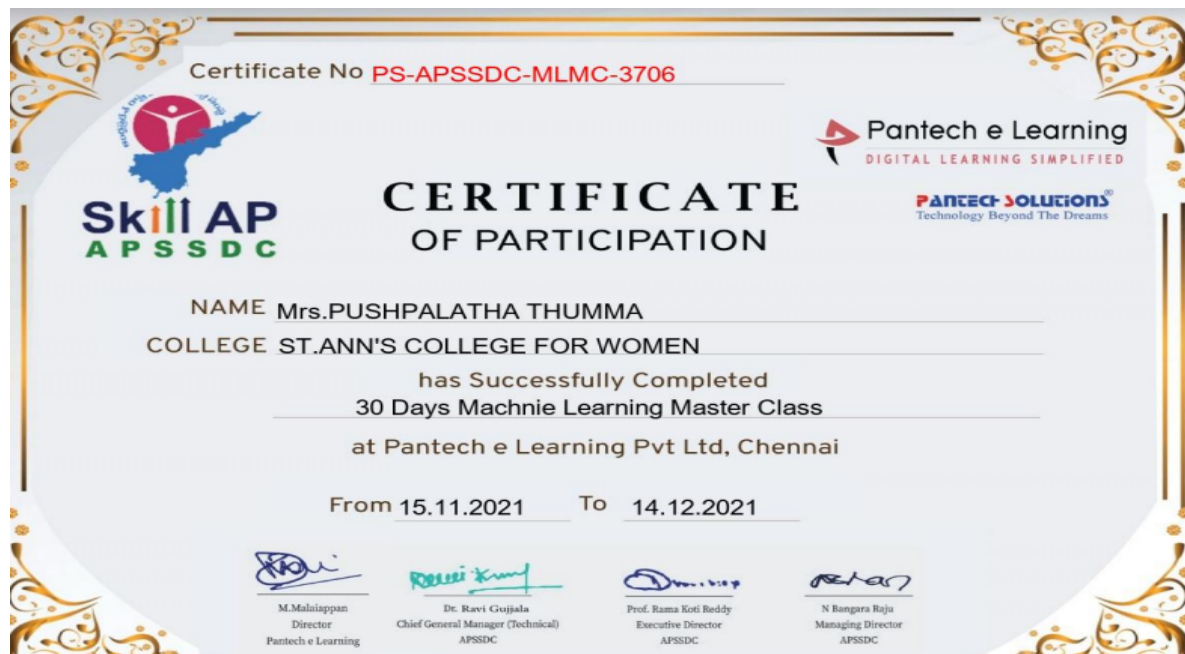 Certificate No PS-APSSDC-MLMC-3706
Skill AP
APSSDC
Pantech e Learning
DIGITAL LEARNING SIMPLIFIED
PANTECH SOLUTIONS®
Technology Beyond The Dreams
CERTIFICATE
OF PARTICIPATION
NAME Mrs.PUSHPALATHA THUMMA
COLLEGE ST.ANN'S COLLEGE FOR WOMEN
has Successfully Completed
30 Days Machnie Learning Master Class
at Pantech e Learning Pvt Ltd, Chennai
From 15.11.2021 To 14.12.2021
M.Malaiappan
Director
Pantech e Learning
Dr. Ravi Gujjala
Chief General Manager (Technical)
APSSDC
Prof. Rama Koti Reddy
Executive Director
APSSDC
N Bangara Raju
Managing Director
APSSDC